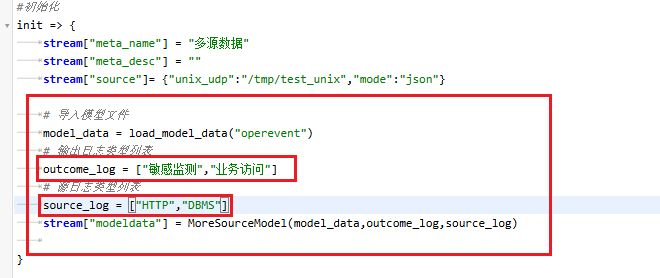 #初始化
init => {
stream["meta_name"] = "多源数据"
stream["meta_desc"] = ""
stream["source"]= {"unix_udp":"/tmp/test_unix","mode":"json"}
# 导入模型文件
model_data = load_model_data("operevent")
# 输出日志类型列表
outcome_log = ["敏感监测","业务访问"]
# 源日志类型列表
source_log = ["HTTP","DBMS"]
stream["modeldata"] = MoreSourceModel(model_data,outcome_log,source_log)
}